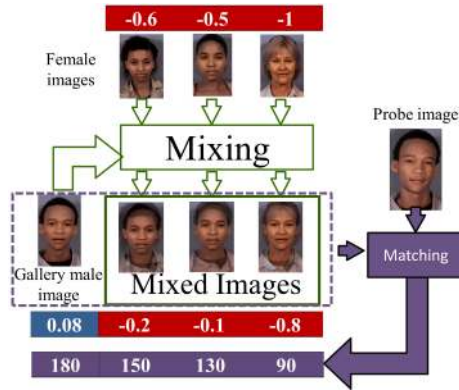 -0.6 -0.5 -1
Female
images
Probe image
Mixing
Gallery male
image
Mixed Images
Matching
0.08 -0.2 -0.1 -0.8
180 150 130 90